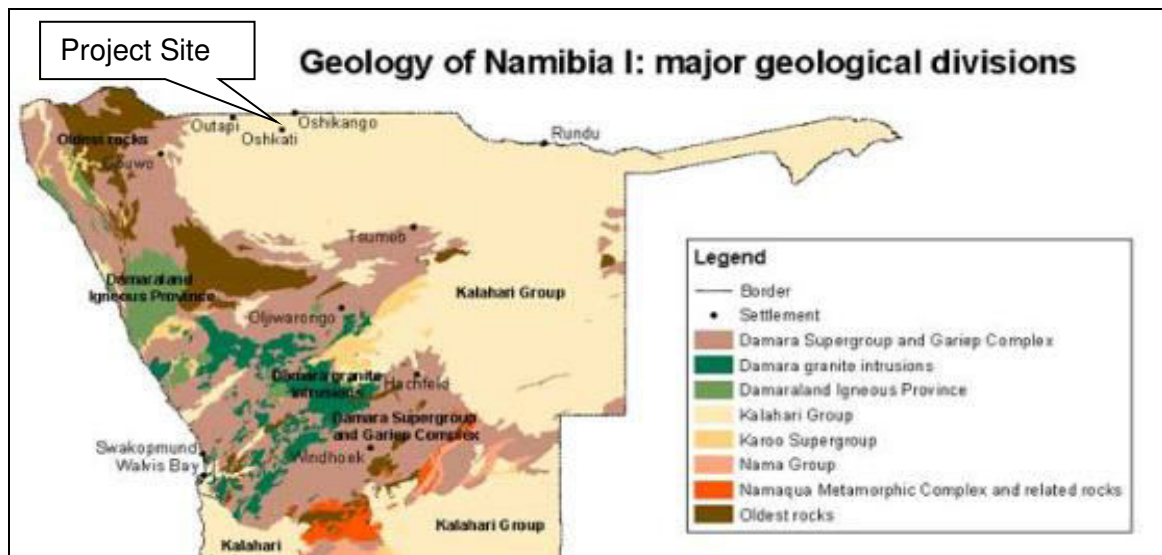 Project Site
Geology of Namibia I: major geological divisions
Oshikango
Outapi
Oshkati
Rundu
Oldest rocks
Opuwo
Tsumeb
Damaraland
Igneous Province
Kalahari Group
Otjiwarongo
Damara granite
intrusions
Hochfeld
Damara Supergroup
and Gariep Complex
Swakopmund
Walvis Bay
Windhoek
Kalahari Group
Kalahari
Legend
Border
Settlement
Damara Supergroup and Gariep Complex
Damara granite intrusions
Damaraland Igneous Province
Kalahari Group
Karoo Supergroup
Nama Group
Namaqua Metamorphic Complex and related rocks
Oldest rocks